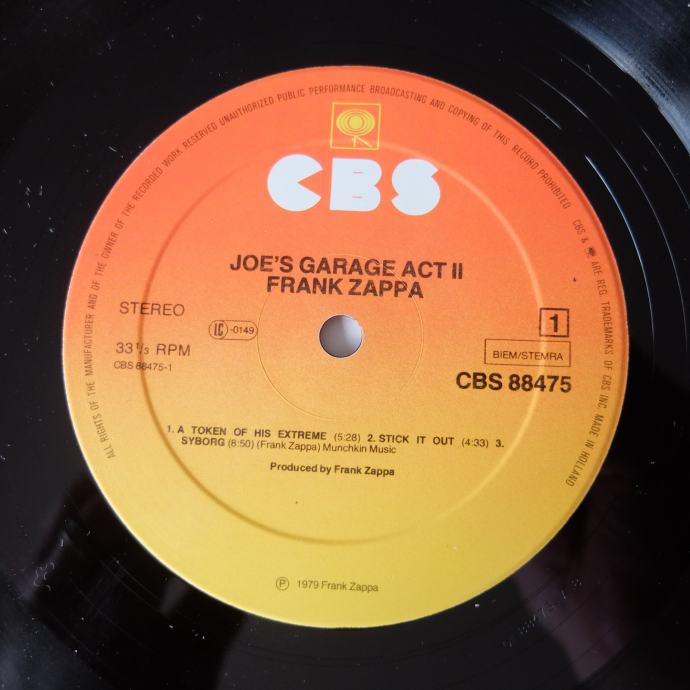 ALL RIGHTS OF THE MANUFACTURER AND OF THE OWNER OF THE RECORDED WORK RESERVED UNAUTHORIZED PUBLIC PERFORMANCE BROADCASTING AND COPYING OF THIS RECORD PROHIBITED
CBS & ARE REG. TRADEMARKS OF CBS INC. MADE IN HOLLAND
CBS
JOE'S GARAGE ACT II
FRANK ZAPPA
STEREO
LC-0149
1
33 1/3 RPM
BIEM/STEMRA
CBS 88475-1
CBS 88475
1. A TOKEN OF HIS EXTREME (5:28) 2. STICK IT OUT (4:33) 3.
SYBORG (8:50) (Frank Zappa) Munchkin Music
Produced by Frank Zappa
Ⓟ 1979 Frank Zappa